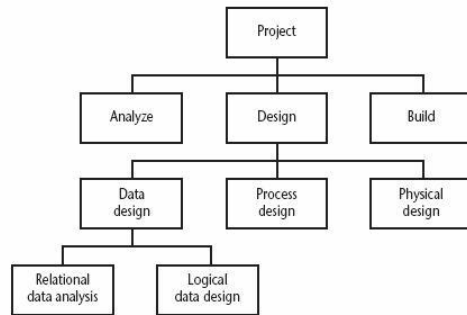 Project
Analyze
Design
Build
Data
design
Process
design
Physical
design
Relational
data analysis
Logical
data design